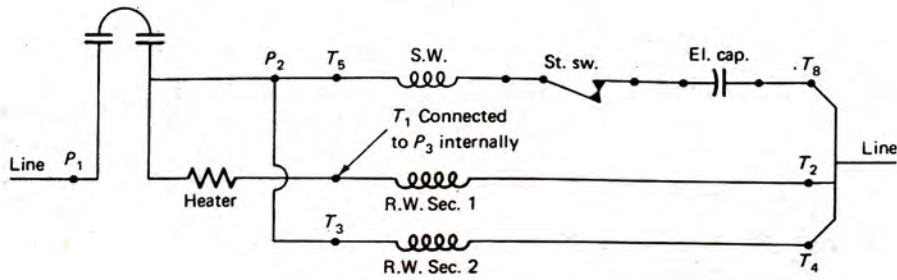 P2
T5
S.W.
St. sw.
El. cap.
.T8
T1 Connected
to P3 internally
Line
P1
Heater
R.W. Sec. 1
T2
Line
T3
R.W. Sec. 2
T4